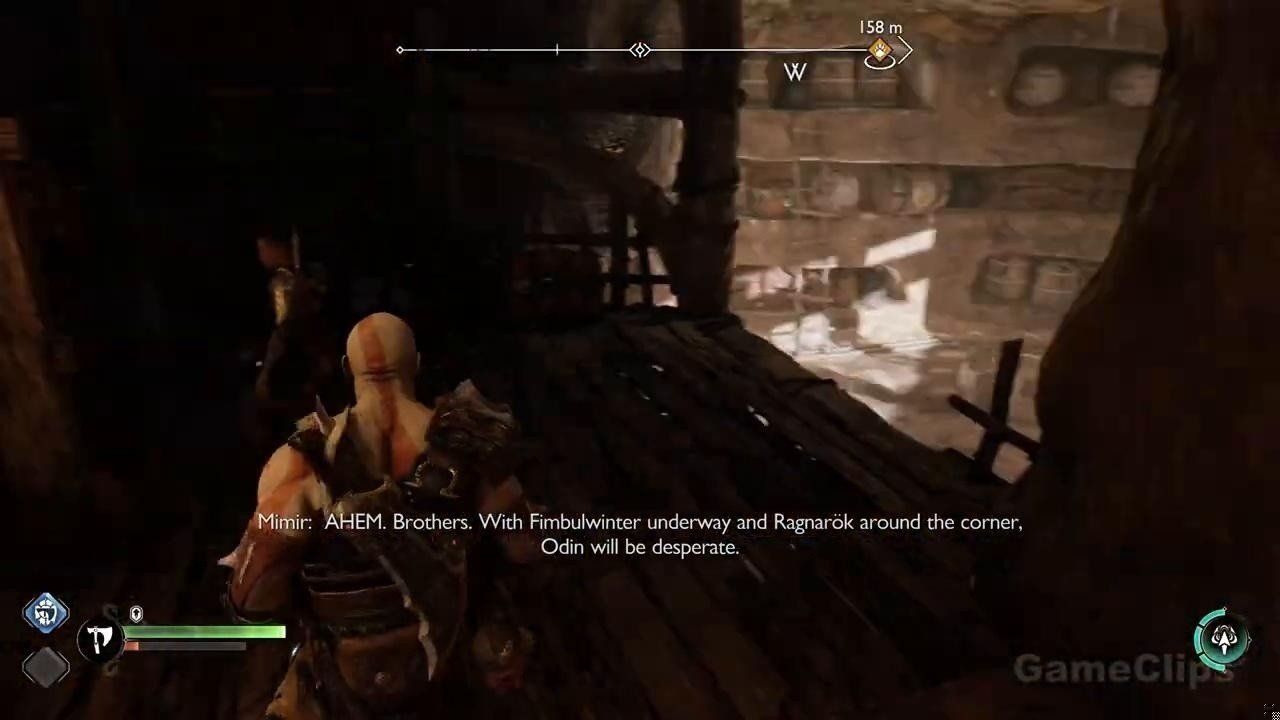 158 m
W
Mimir: AHEM. Brothers. With Fimbulwinter underway and Ragnarök around the corner,
Odin will be desperate.
GameClips